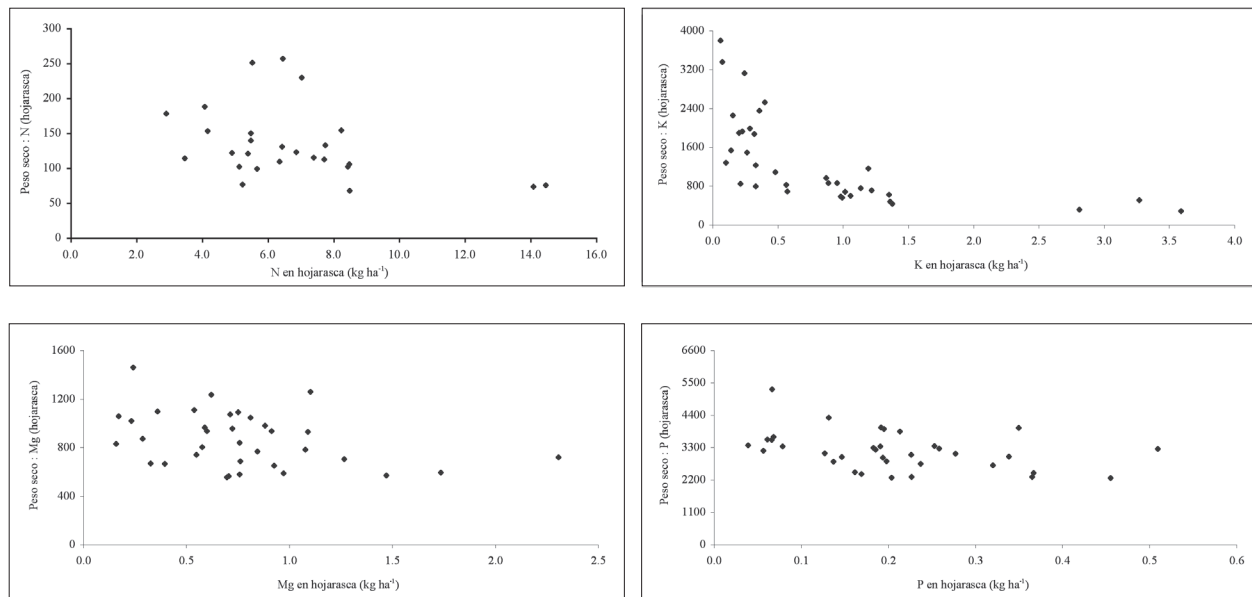 300
250
200
150
100
50
0
0.0 2.0 4.0 6.0 8.0 10.0 12.0 14.0 16.0
N en hojarasca (kg ha⁻¹)
Peso seco : N (hojarasca)
4000
3200
2400
1600
800
0
0.0 0.5 1.0 1.5 2.0 2.5 3.0 3.5 4.0
K en hojarasca (kg ha⁻¹)
Peso seco : K (hojarasca)
1600
1200
800
400
0
0.0 0.5 1.0 1.5 2.0 2.5
Mg en hojarasca (kg ha⁻¹)
Peso seco : Mg (hojarasca)
6600
5500
4400
3300
2200
1100
0
0.0 0.1 0.2 0.3 0.4 0.5 0.6
P en hojarasca (kg ha⁻¹)
Peso seco : P (hojarasca)